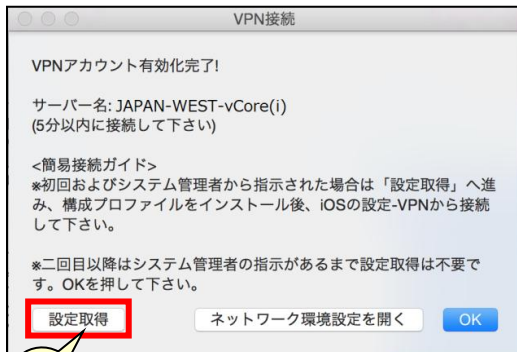 VPN接続
VPNアカウント有効化完了!
サーバー名: JAPAN-WEST-vCore(i)
(5分以内に接続して下さい)
<簡易接続ガイド>
※初回およびシステム管理者から指示された場合は「設定取得」へ進
み、構成プロファイルをインストール後、iOSの設定-VPNから接続
して下さい。
※二回目以降はシステム管理者の指示があるまで設定取得は不要で
す。OKを押して下さい。
設定取得 ネットワーク環境設定を開く OK